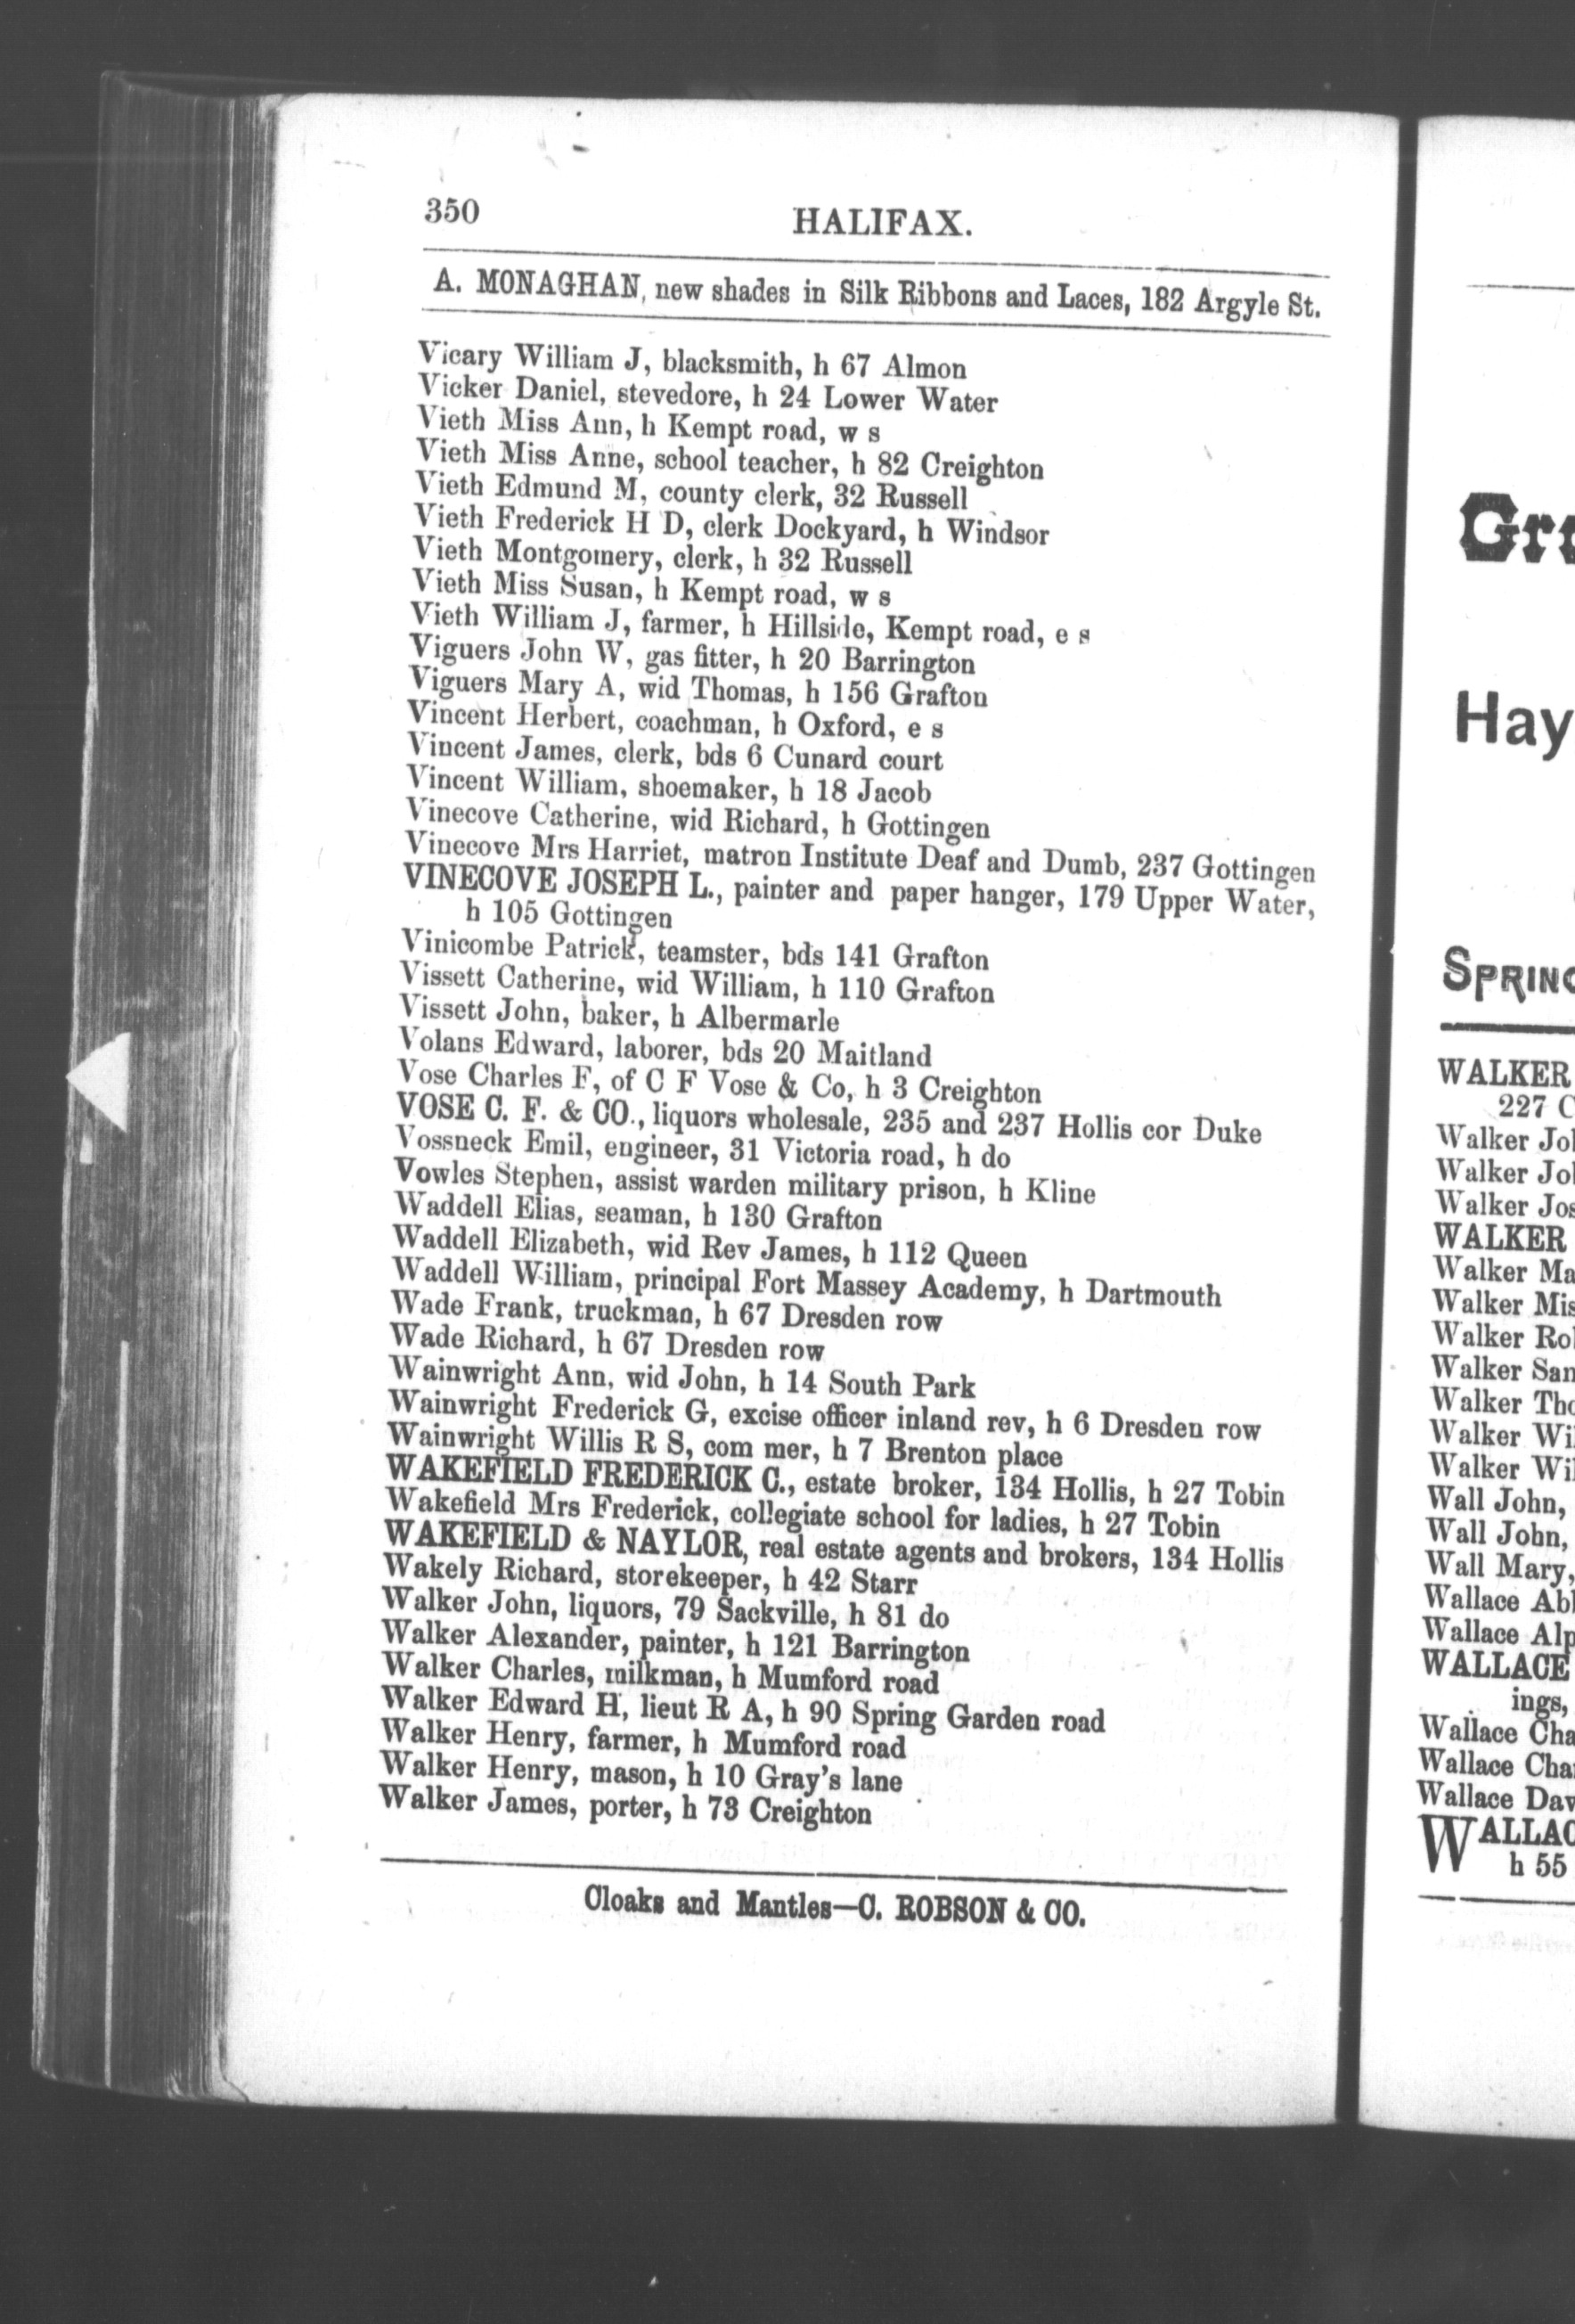 350
HALIFAX.
A. MONAGHAN, new shades in Silk Ribbons and Laces, 182 Argyle St.
Vicary William J, blacksmith, h 67 Almon
Vicker Daniel, stevedore, h 24 Lower Water
Vieth Miss Ann, h Kempt road, w s
Vieth Miss Anne, school teacher, h 82 Creighton
Vieth Edmund M, county clerk, 32 Russell
Vieth Frederick H D, clerk Dockyard, h Windsor
Vieth Montgomery, clerk, h 32 Russell
Vieth Miss Susan, h Kempt road, w s
Vieth William J, farmer, h Hillside, Kempt road, e s
Viguers John W, gas fitter, h 20 Barrington
Viguers Mary A, wid Thomas, h 156 Grafton
Vincent Herbert, coachman, h Oxford, e s
Vincent James, clerk, bds 6 Cunard court
Vincent William, shoemaker, h 18 Jacob
Vinecove Catherine, wid Richard, h Gottingen
Vinecove Mrs Harriet, matron Institute Deaf and Dumb, 237 Gottingen
VINECOVE JOSEPH L., painter and paper hanger, 179 Upper Water,
h 105 Gottingen
Vinicombe Patrick, teamster, bds 141 Grafton
Vissett Catherine, wid William, h 110 Grafton
Vissett John, baker, h Albermarle
Volans Edward, laborer, bds 20 Maitland
Vose Charles F, of C F Vose & Co, h 3 Creighton
VOSE C. F. & CO., liquors wholesale, 235 and 237 Hollis cor Duke
Vossneck Emil, engineer, 31 Victoria road, h do
Vowles Stephen, assist warden military prison, h Kline
Waddell Elias, seaman, h 130 Grafton
Waddell Elizabeth, wid Rev James, h 112 Queen
Waddell William, principal Fort Massey Academy, h Dartmouth
Wade Frank, truckman, h 67 Dresden row
Wade Richard, h 67 Dresden row
Wainwright Ann, wid John, h 14 South Park
Wainwright Frederick G, excise officer inland rev, h 6 Dresden row
Wainwright Willis R S, com mer, h 7 Brenton place
WAKEFIELD FREDERICK C., estate broker, 134 Hollis, h 27 Tobin
Wakefield Mrs Frederick, collegiate school for ladies, h 27 Tobin
WAKEFIELD & NAYLOR, real estate agents and brokers, 134 Hollis
Wakely Richard, storekeeper, h 42 Starr
Walker John, liquors, 79 Sackville, h 81 do
Walker Alexander, painter, h 121 Barrington
Walker Charles, milkman, h Mumford road
Walker Edward H, lieut R A, h 90 Spring Garden road
Walker Henry, farmer, h Mumford road
Walker Henry, mason, h 10 Gray's lane
Walker James, porter, h 73 Creighton
Cloaks and Mantles—C. ROBSON & CO.
Hay
WALKER
227 C
Walker
Walker
Walker Jos
WALKER
Walker Ma
Walker Mis
Walker
Walker
Walker Tho
Walker
Walker
Wall John,
Wall John,
Wall Mary,
Wallace
Wallace Alp
WALLACE
ings,
Wallace Cha
Wallace
Wallace Dav
h 55